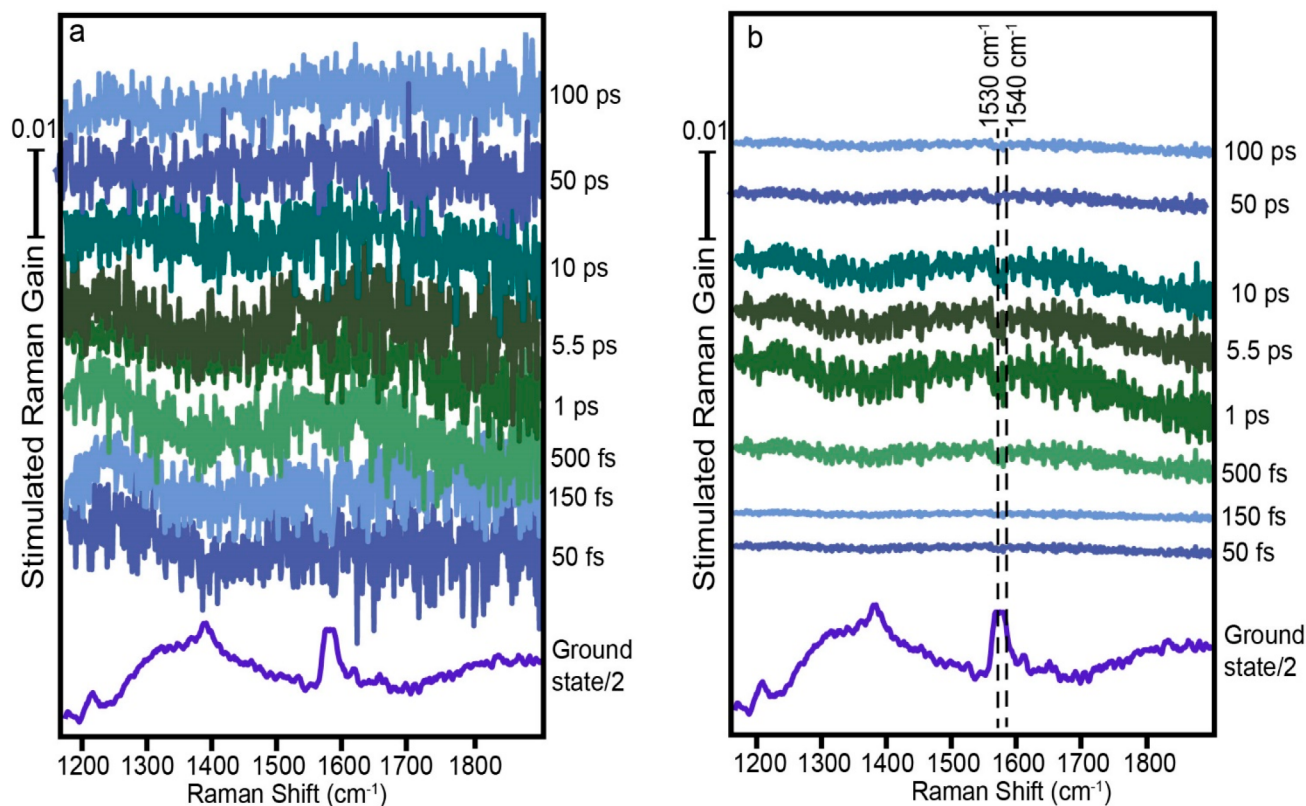 a
0.01
Stimulated Raman Gain
100 ps
50 ps
10 ps
5.5 ps
1 ps
500 fs
150 fs
50 fs
Ground
state/2
1200 1300 1400 1500 1600 1700 1800
Raman Shift (cm⁻¹)
b
1530 cm⁻¹
1540 cm⁻¹
0.01
Stimulated Raman Gain
100 ps
50 ps
10 ps
5.5 ps
1 ps
500 fs
150 fs
50 fs
Ground
state/2
1200 1300 1400 1500 1600 1700 1800
Raman Shift (cm⁻¹)